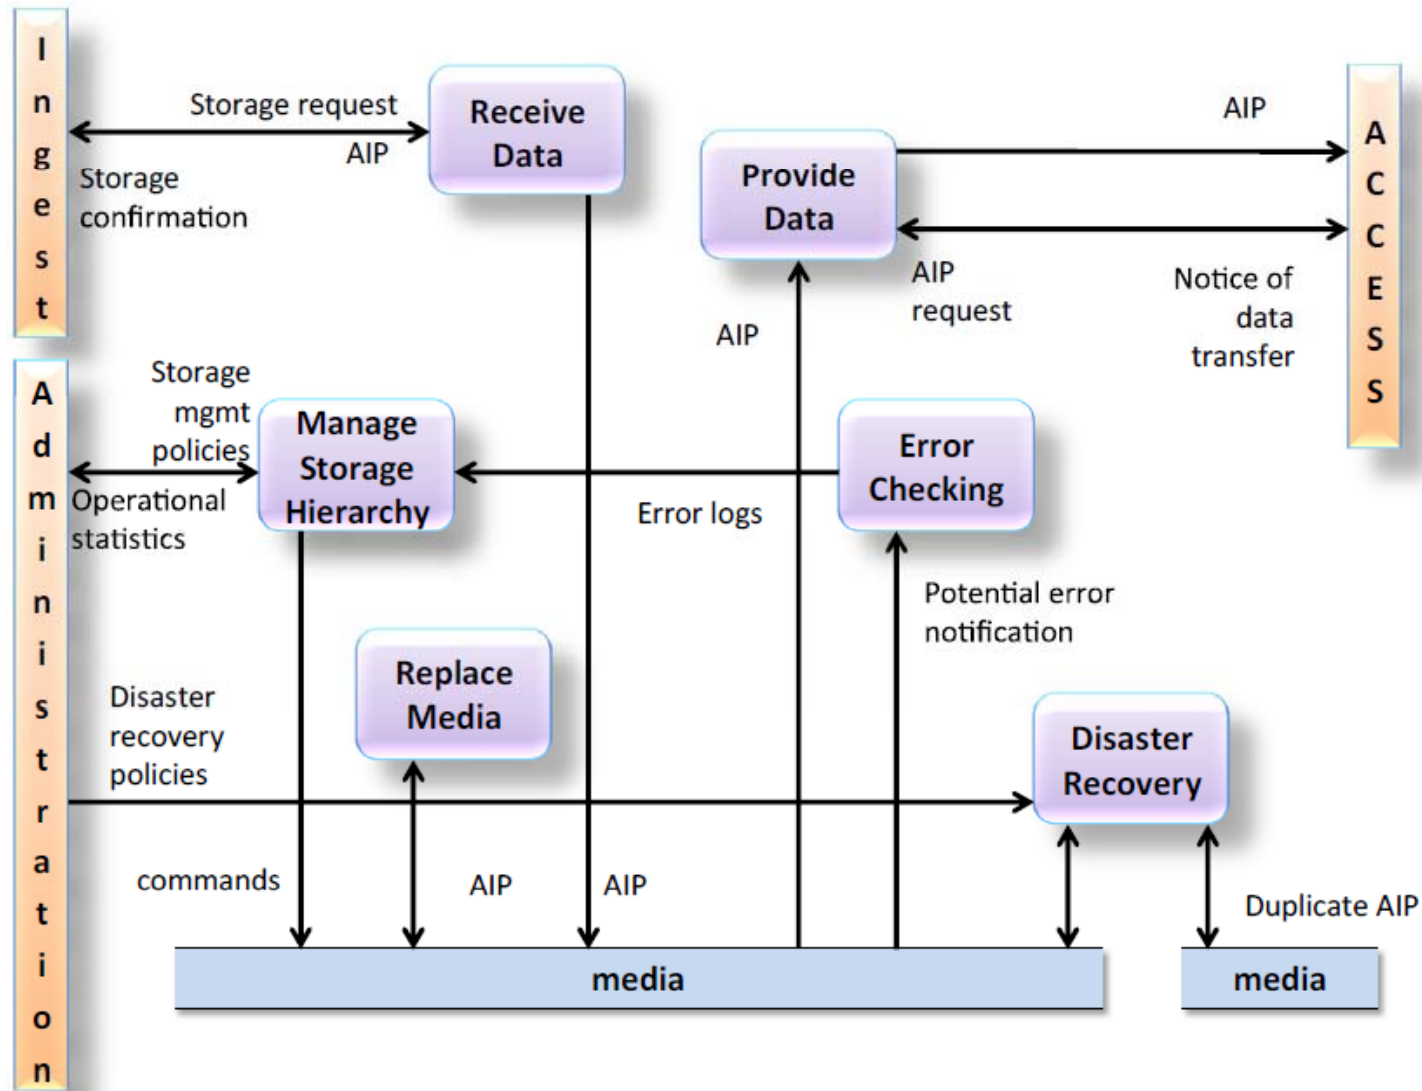 Ingest
Storage request
AIP
Storage
confirmation
Receive
Data
Provide
Data
AIP
ACCESS
AIP
request
Notice of
data
transfer
AIP
Administration
Storage
mgmt
policies
Operational
statistics
Manage
Storage
Hierarchy
Error logs
Error
Checking
Potential error
notification
Replace
Media
Disaster
recovery
policies
Disaster
Recovery
commands
AIP
AIP
Duplicate AIP
media
media